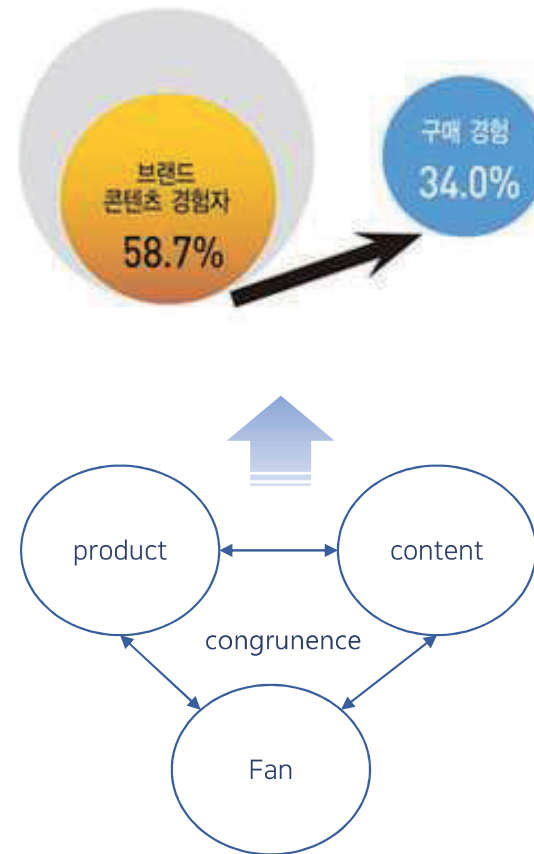 브랜드
콘텐츠 경험자
58.7%
구매 경험
34.0%
product
content
congrunence
Fan